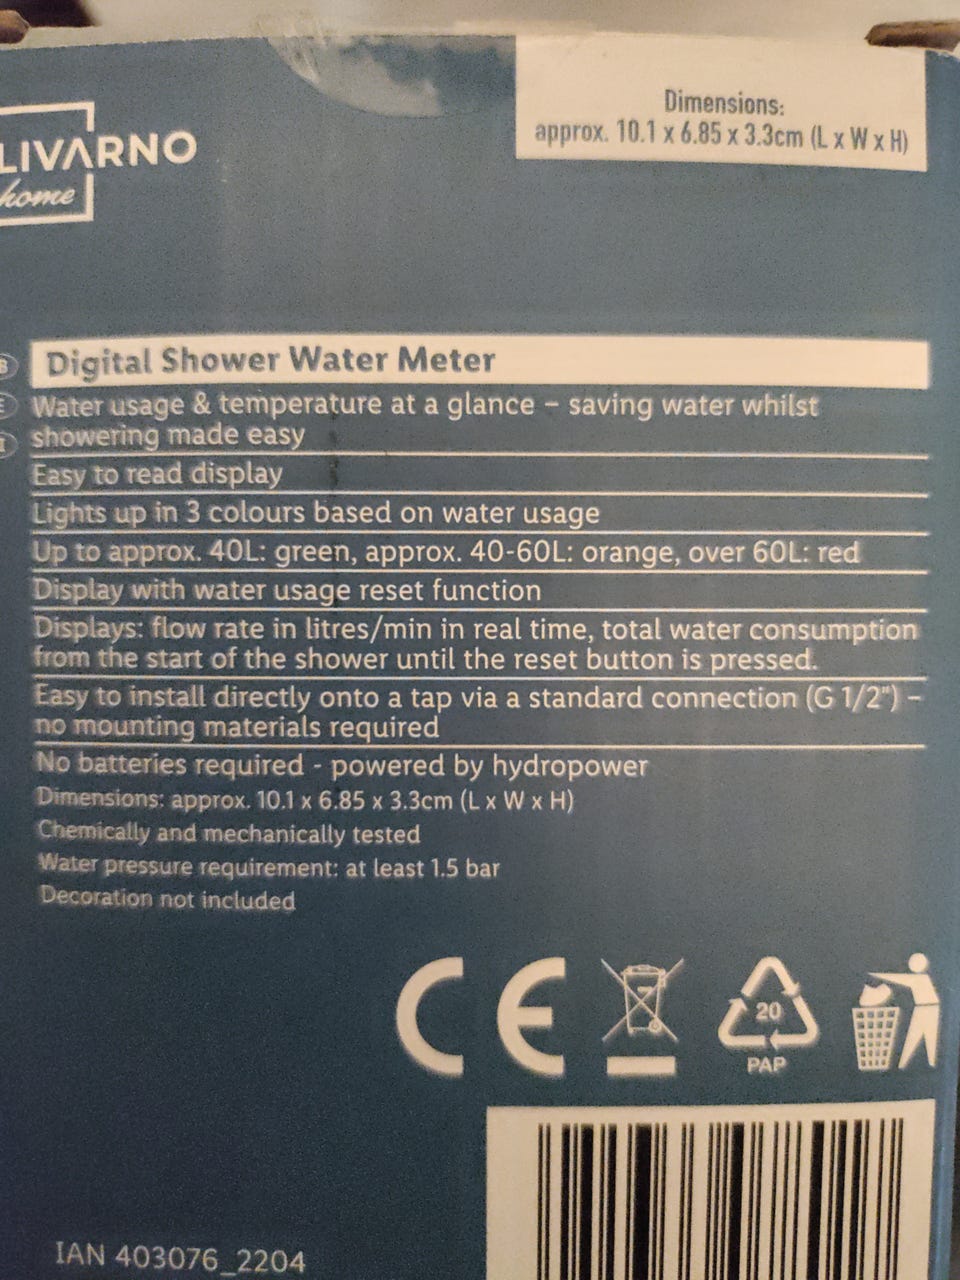 LIVARNO
home
Dimensions:
approx. 10.1 x 6.85 x 3.3cm (L x W x H)
Digital Shower Water Meter
Water usage & temperature at a glance – saving water whilst
showering made easy
Easy to read display
Lights up in 3 colours based on water usage
Up to approx. 40L: green, approx. 40-60L: orange, over 60L: red
Display with water usage reset function
Displays: flow rate in litres/min in real time, total water consumption
from the start of the shower until the reset button is pressed.
Easy to install directly onto a tap via a standard connection (G 1/2") –
no mounting materials required
No batteries required - powered by hydropower
Dimensions: approx. 10.1 x 6.85 x 3.3cm (L x W x H)
Chemically and mechanically tested
Water pressure requirement: at least 1.5 bar
Decoration not included
CE
20
PAP
IAN 403076_2204